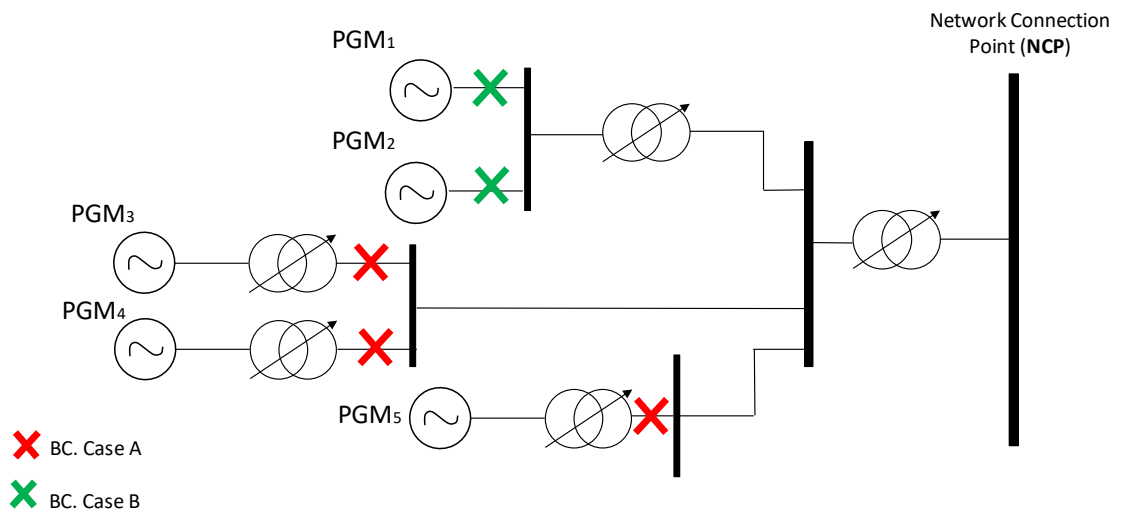 Network Connection
Point (NCP)
PGM1
PGM2
PGM3
PGM4
PGM5
BC. Case A
BC. Case B